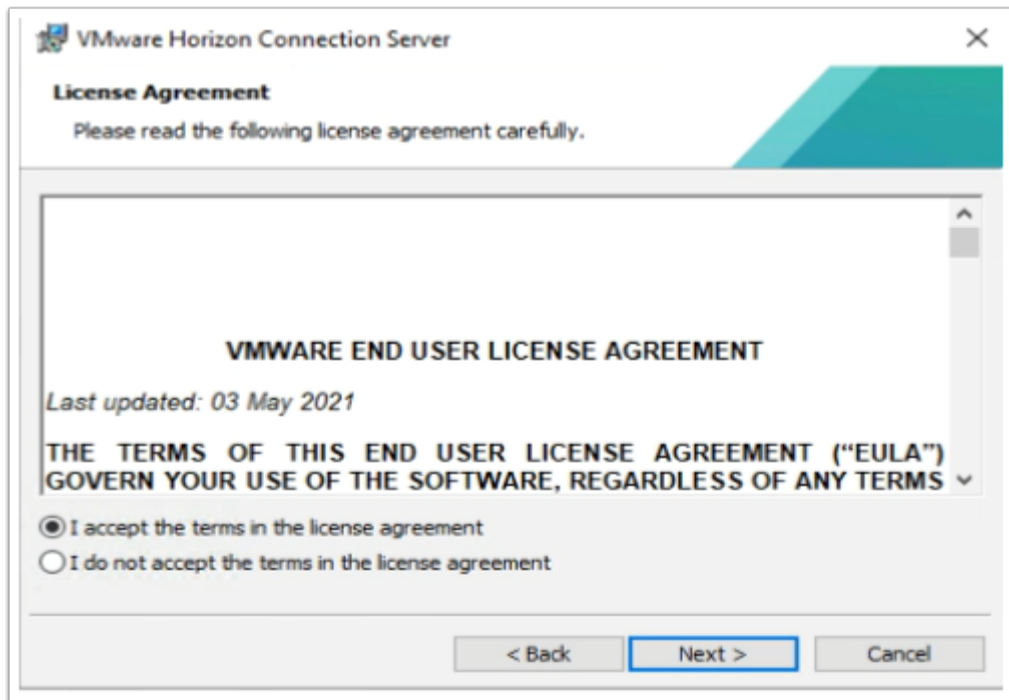 VMware Horizon Connection Server
License Agreement
Please read the following license agreement carefully.
VMWARE END USER LICENSE AGREEMENT
Last updated: 03 May 2021
THE TERMS OF THIS END USER LICENSE AGREEMENT (“EULA”)
GOVERN YOUR USE OF THE SOFTWARE, REGARDLESS OF ANY TERMS
I accept the terms in the license agreement
I do not accept the terms in the license agreement
< Back Next > Cancel